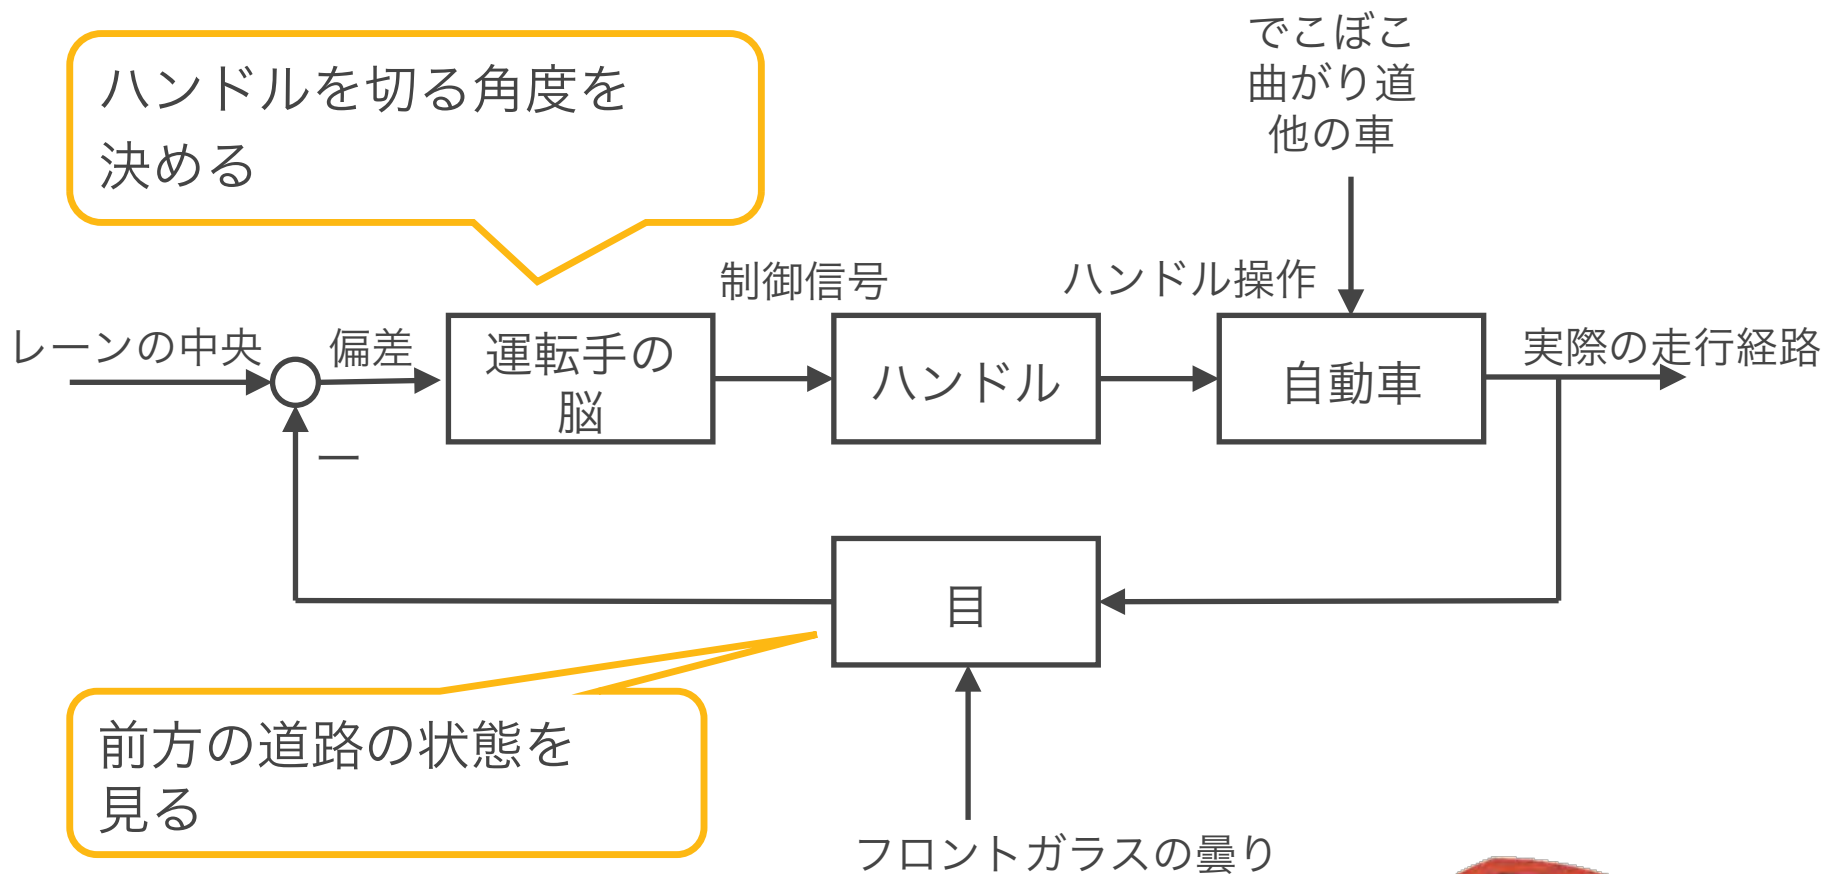 でこぼこ
曲がり道
他の車
ハンドルを切る角度を
決める
制御信号
ハンドル操作
レーンの中央
偏差
運転手の
脳
ハンドル
自動車
実際の走行経路
—
目
前方の道路の状態を
見る
フロントガラスの曇り